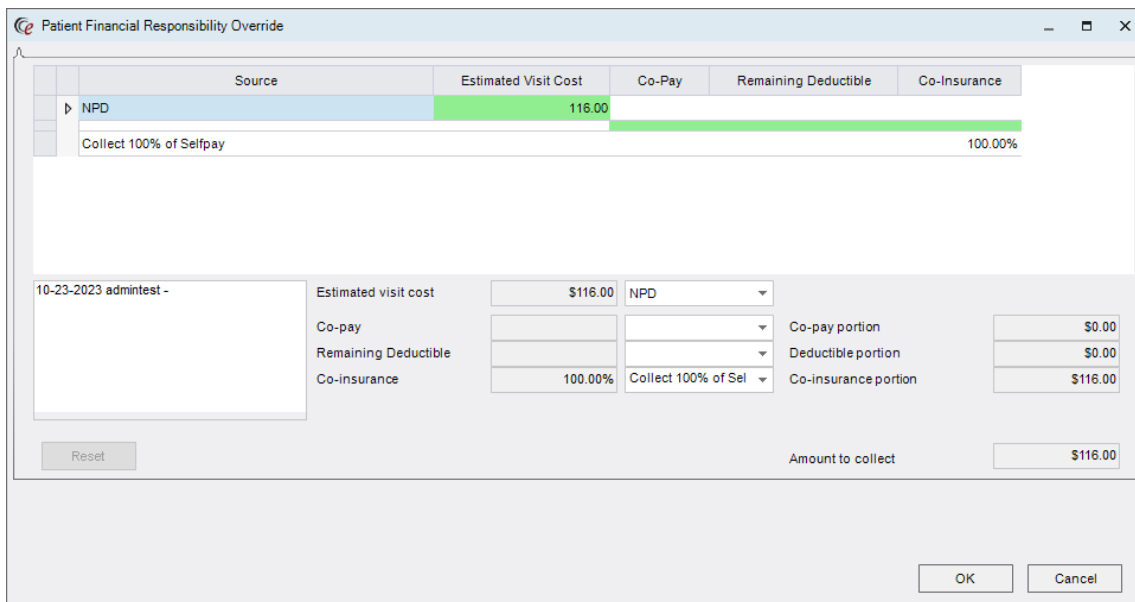 Patient Financial Responsibility Override
Source Estimated Visit Cost Co-Pay Remaining Deductible Co-Insurance
NPD 116.00
Collect 100% of Selfpay 100.00%
10-23-2023 admintest -
Estimated visit cost $116.00 NPD
Co-pay Co-pay portion $0.00
Remaining Deductible Deductible portion $0.00
Co-insurance 100.00% Collect 100% of Sel Co-insurance portion $116.00
Reset Amount to collect $116.00
OK Cancel